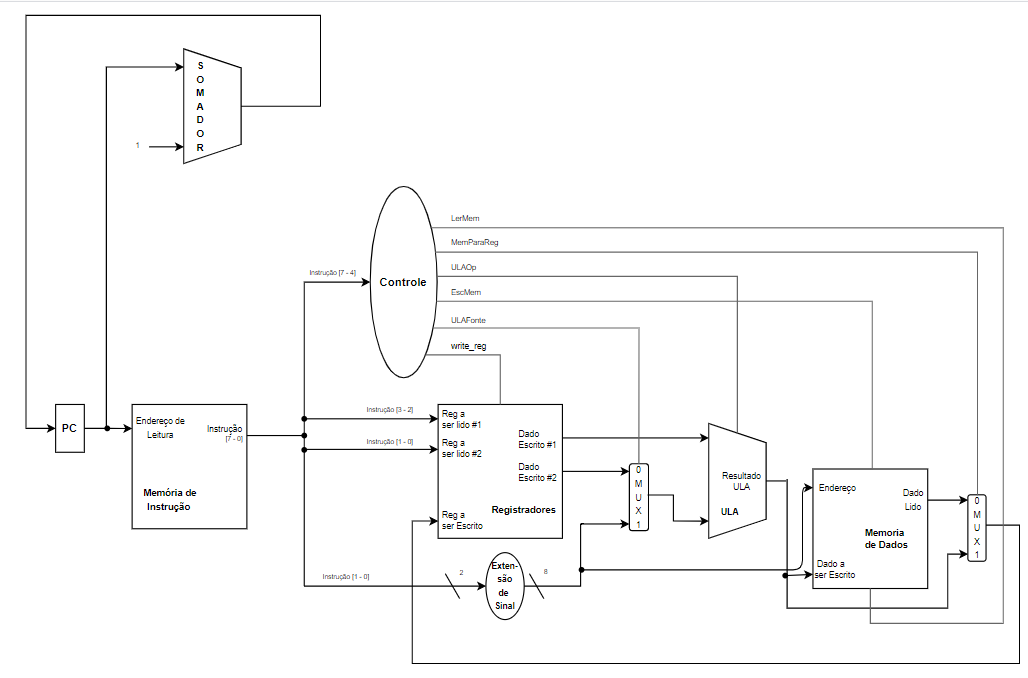 S
O
M
A
D
O
R
1
LerMem
MemParaReg
ULAOp
EscMem
ULAFonte
write_reg
Instrução [7 - 4]
Controle
PC
Endereço de
Leitura
Instrução
[7 - 0]
Memória de
Instrução
Instrução [3 - 2]
Instrução [1 - 0]
Instrução [1 - 0]
Reg a
ser lido #1
Reg a
ser lido #2
Reg a
ser Escrito
Dado
Escrito #1
Dado
Escrito #2
Registradores
2
Exten-
são
de
Sinal
8
0
M
U
X
1
Resultado
ULA
ULA
Endereço
Dado
Lido
Memoria
de Dados
Dado a
ser Escrito
0
M
U
X
1